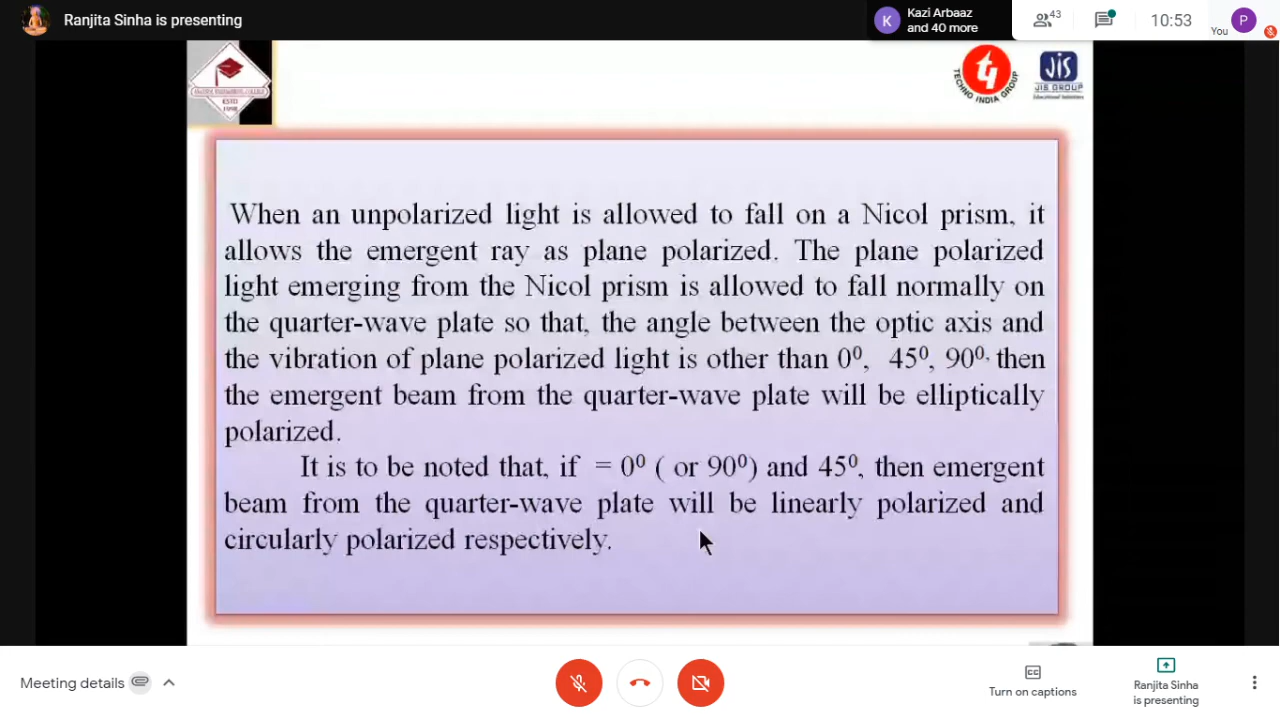 Ranjita Sinha is presenting
K
Kazi Arbaaz
and 40 more
43
10:53
You
P
ESTD
TECHNO INDIA GROUP
JIS
JIS GROUP
When an unpolarized light is allowed to fall on a Nicol prism, it
allows the emergent ray as plane polarized. The plane polarized
light emerging from the Nicol prism is allowed to fall normally on
the quarter-wave plate so that, the angle between the optic axis and
the vibration of plane polarized light is other than 0⁰, 45⁰, 90⁰, then
the emergent beam from the quarter-wave plate will be elliptically
polarized.
It is to be noted that, if = 0⁰ ( or 90⁰) and 45⁰, then emergent
beam from the quarter-wave plate will be linearly polarized and
circularly polarized respectively.
Meeting details
CC
Turn on captions
Ranjita Sinha
is presenting